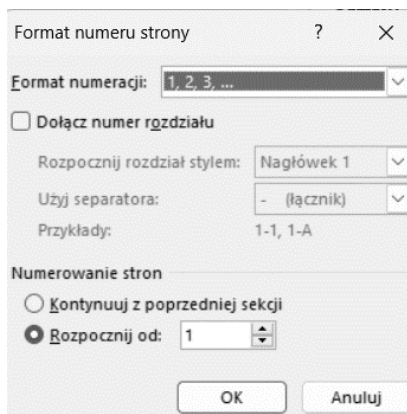 Format numeru strony ? ×
Format numeracji: 1, 2, 3, ...
Dołącz numer rozdziału
Rozpocznij rozdział stylem: Nagłówek 1
Użyj separatora: - (łącznik)
Przykłady: 1-1, 1-A
Numerowanie stron
Kontynuuj z poprzedniej sekcji
Rozpocznij od: 1
OK Anuluj